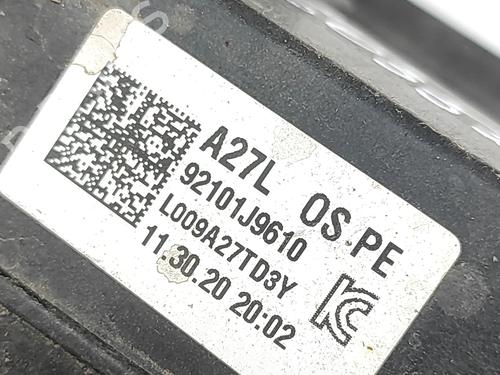 A27L OS PE
92101J9610
L009A27TD3Y
11.30.20 20:02